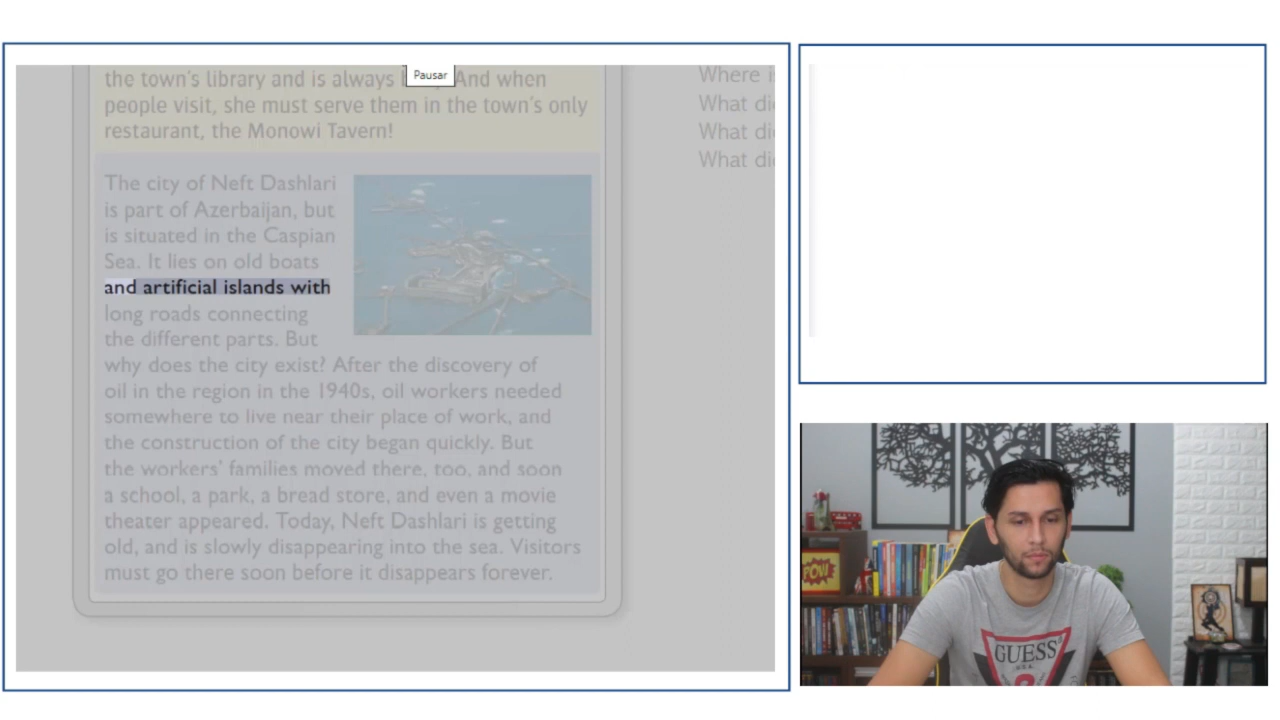 the town's library and is always And when
people visit, she must serve them in the town's only
restaurant, the Monowi Tavern!
Pausar
The city of Neft Dashlari
is part of Azerbaijan, but
is situated in the Caspian
Sea. It lies on old boats
and artificial islands with
long roads connecting
the different parts. But
why does the city exist? After the discovery of
oil in the region in the 1940s, oil workers needed
somewhere to live near their place of work, and
the construction of the city began quickly. But
the workers' families moved there, too, and soon
a school, a park, a bread store, and even a movie
theater appeared. Today, Neft Dashlari is getting
old, and is slowly disappearing into the sea. Visitors
must go there soon before it disappears forever.
Where
What
What
What
POW
GUESS